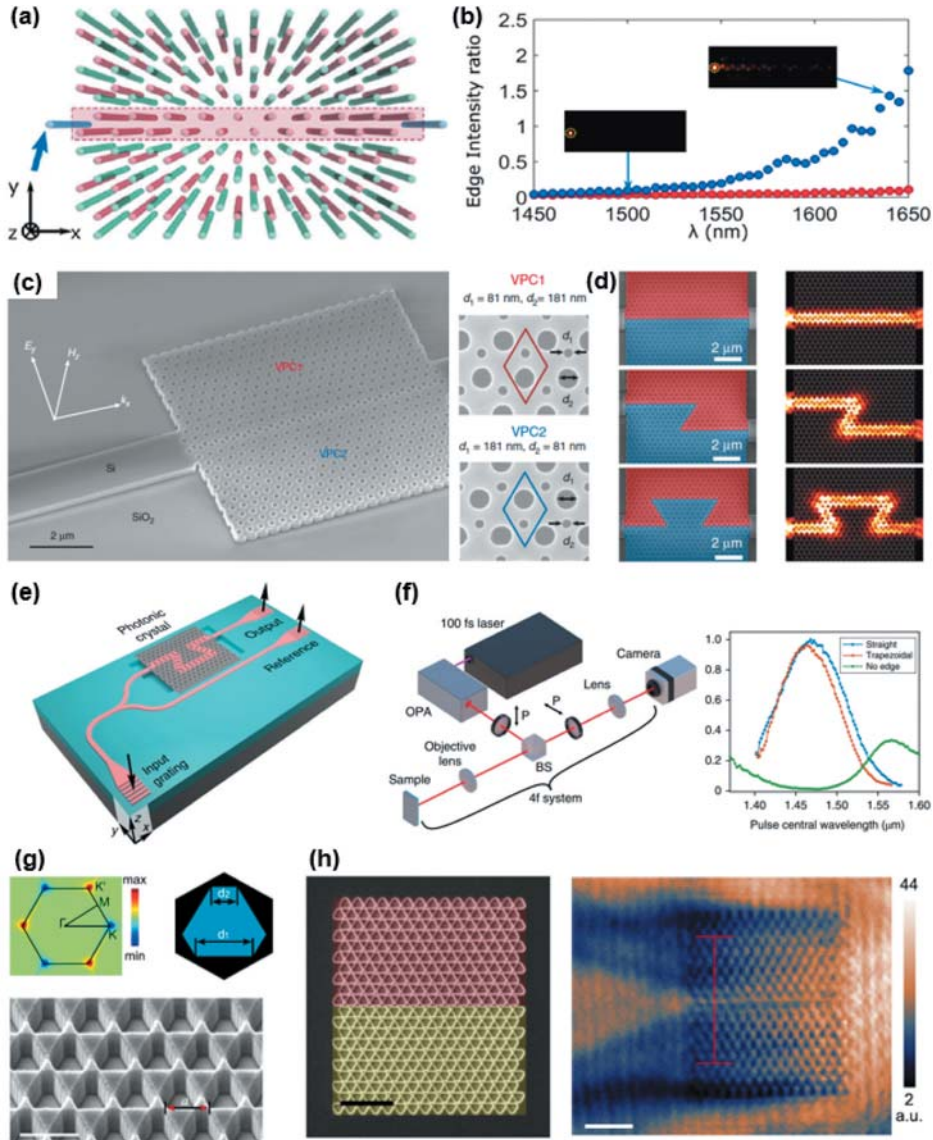 (a)
y
z
x
(b)
Edge Intensity ratio
2.5
2
1.5
1
0.5
0
1450
1500
1550
1600
1650
λ (nm)
(c)
VPC1
VPC2
Si
SiO₂
2 μm
VPC1
d₁ = 81 nm, d₂= 181 nm
d₁
d₂
VPC2
d₁ = 181 nm, d₂ = 81 nm
d₁
d₂
(d)
2 μm
2 μm
2 μm
(e)
Photonic
crystal
Output
Reference
Input
grating
z
y
x
(f)
100 fs laser
Camera
Lens
P
P
OPA
Objective
lens
BS
Sample
4f system
1.0
0.8
0.6
0.4
0.2
0
Straight
Trapezoidal
No edge
1.40
1.45
1.50
1.55
1.60
Pulse central wavelength (μm)
(g)
K'
M
Γ
K
max
min
d₂
d₁
(h)
44
2
a.u.